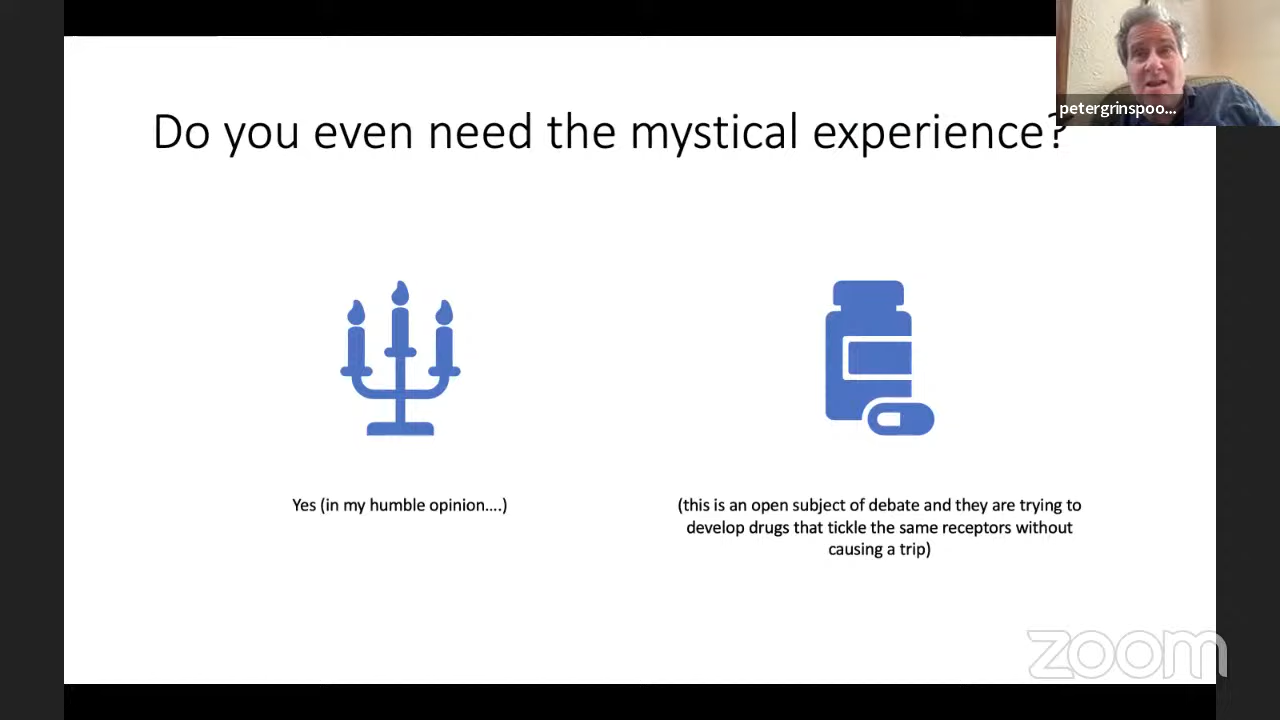 Do you even need the mystical experience?
petergrinspoo...
Yes (in my humble opinion....)
(this is an open subject of debate and they are trying to
develop drugs that tickle the same receptors without
causing a trip)
zoom